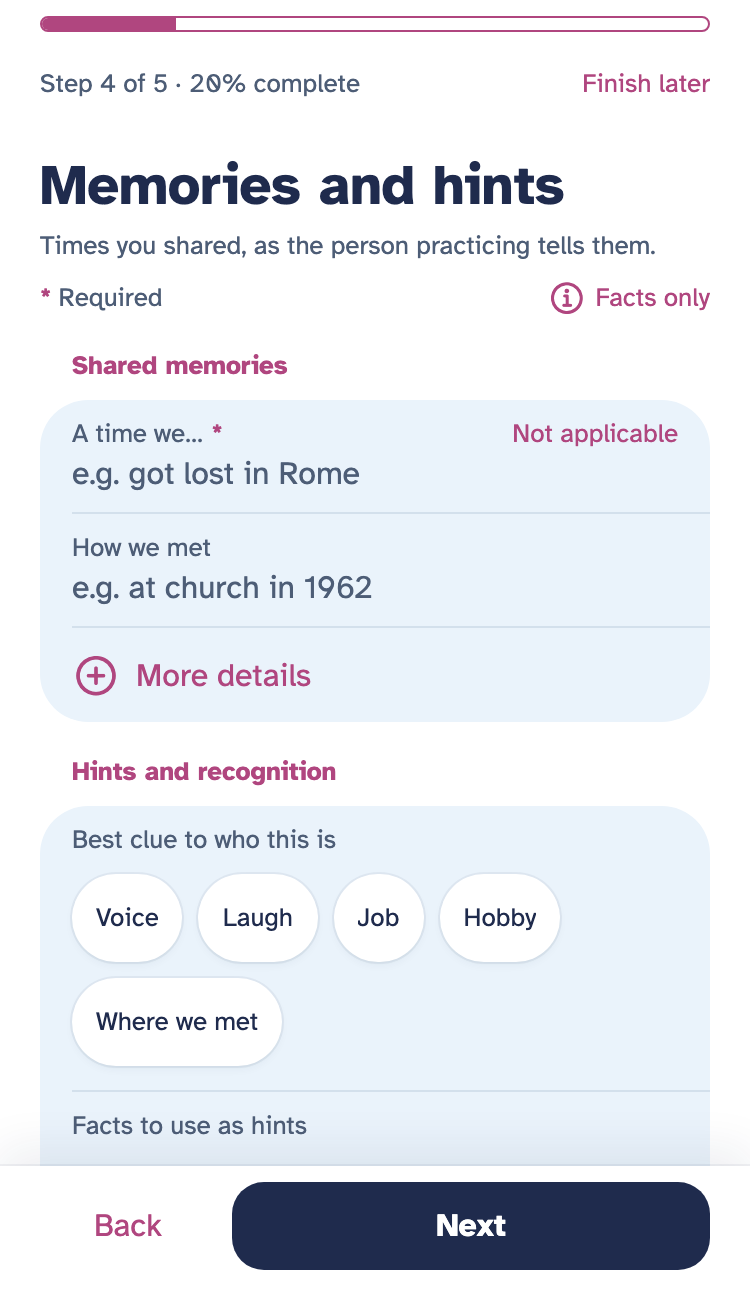 Step 4 of 5 · 20% complete
Finish later
Memories and hints
Times you shared, as the person practicing tells them.
* Required
Facts only
Shared memories
A time we... *
Not applicable
e.g. got lost in Rome
How we met
e.g. at church in 1962
More details
Hints and recognition
Best clue to who this is
Voice
Laugh
Job
Hobby
Where we met
Facts to use as hints
Back
Next